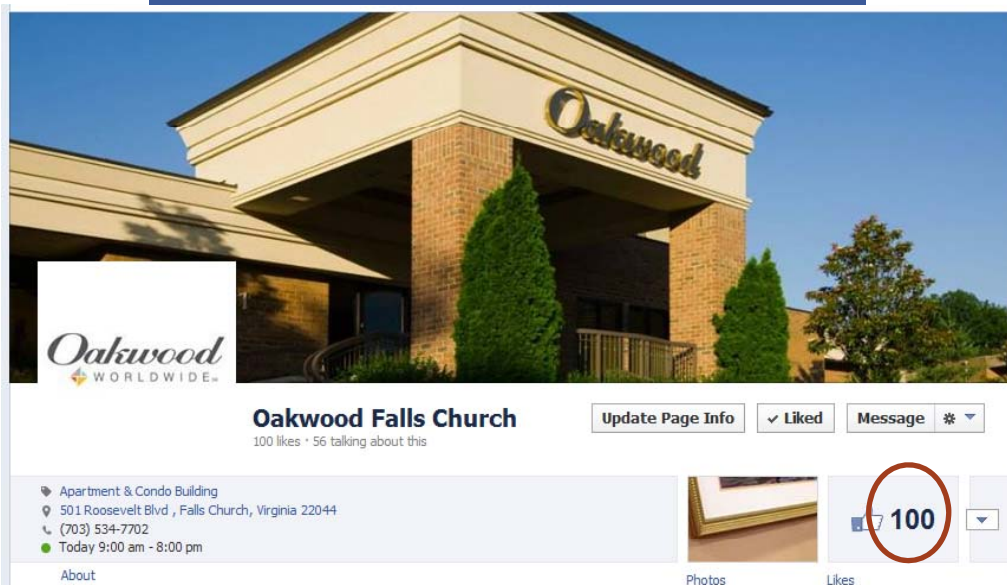 Oakwood
Oakwood
WORLDWIDE
Oakwood Falls Church
100 likes · 56 talking about this
Update Page Info
✓ Liked
Message
Apartment & Condo Building
501 Roosevelt Blvd , Falls Church, Virginia 22044
(703) 534-7702
Today 9:00 am - 8:00 pm
About
100
Photos
Likes